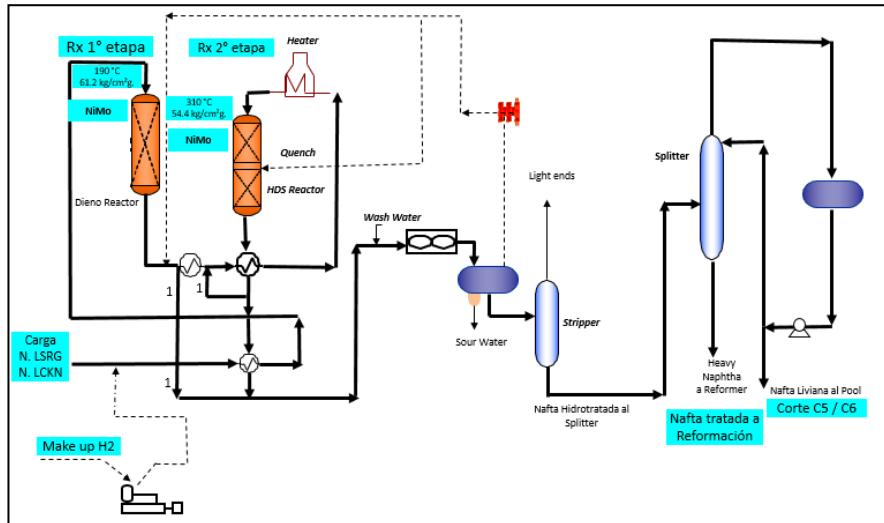 Rx 1° etapa
190 °C
61.2 kg/cm²g.
NiMo
Dieno Reactor
Rx 2° etapa
Heater
310 °C
54.4 kg/cm²g.
NiMo
Quench
HDS Reactor
Wash Water
Light ends
Splitter
1
1
Carga
N. LSRG
N. LCKN
1
Sour Water
Stripper
Nafta Hidrotratada al
Splitter
Heavy
Naphtha
a Reformer
Nafta Liviana al Pool
Corte C5 / C6
Nafta tratada a
Reformación
Make up H2